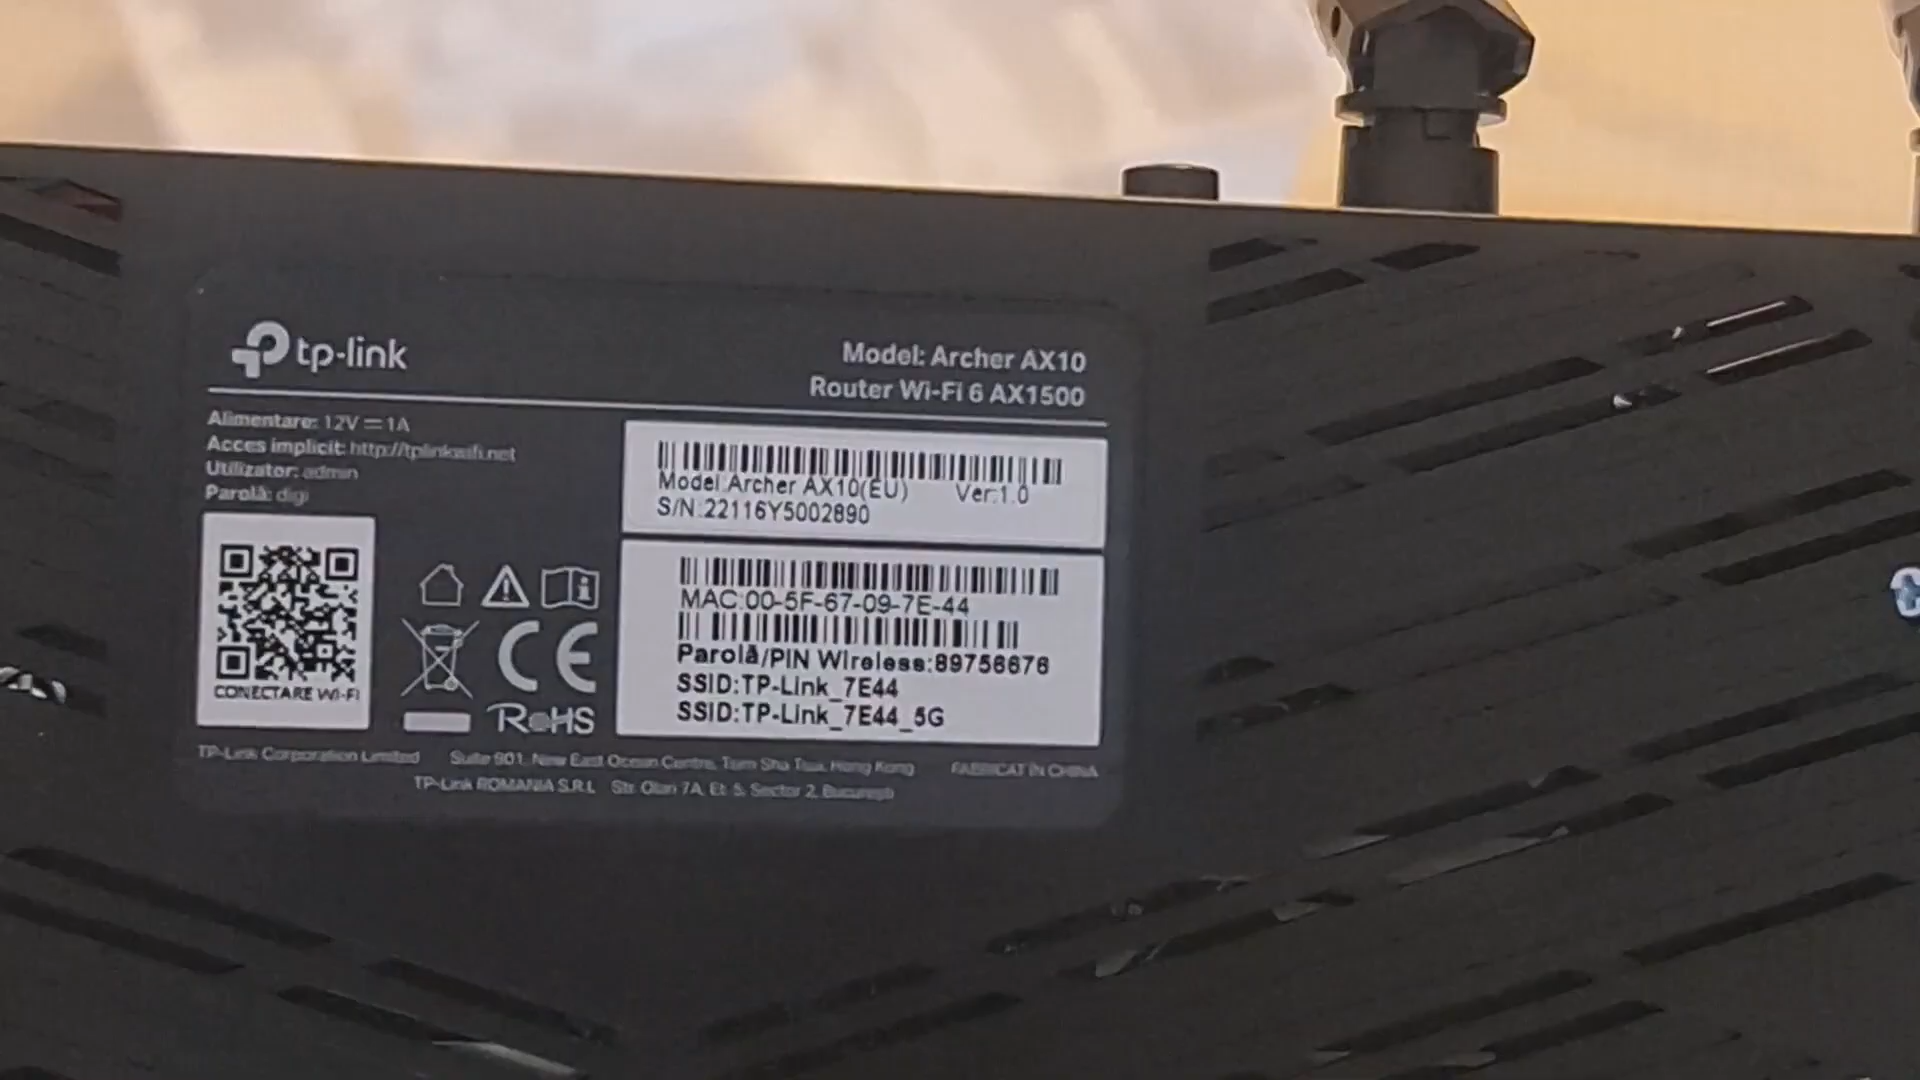 tp-link
Model: Archer AX10
Router Wi-Fi 6 AX1500
Alimentare: 12V⎓1A
Acces implicit: http://tplinkwifi.net
Utilizator: admin
Parolă: digi
Model:Archer AX10(EU) Ver:1.0
S/N:22116Y5002890
MAC:00-5F-67-09-7E-44
Parolă/PIN Wireless:89756676
SSID:TP-Link_7E44
SSID:TP-Link_7E44_5G
CONECTARE WI-FI
CE
RoHS
TP-Link Corporation Limited Suite 901, New East Ocean Centre, Tsim Sha Tsui, Hong Kong FABRICAT ÎN CHINA
TP-Link ROMANIA S.R.L Str. Olari 7A, Et. 5, Sector 2, București